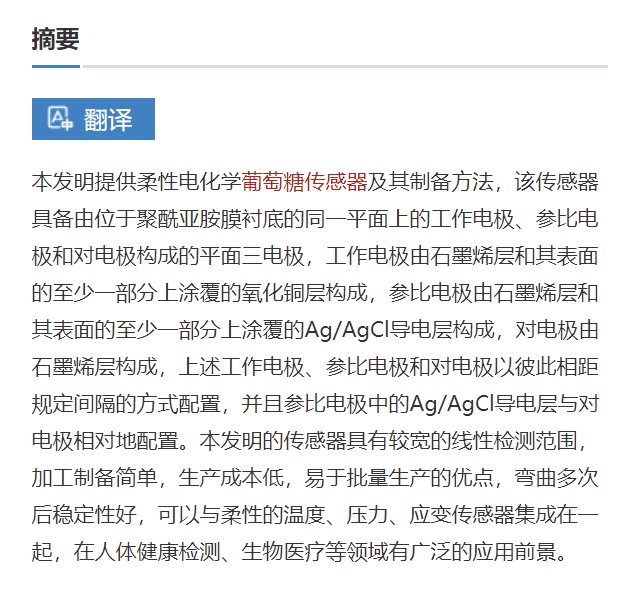 摘要
翻译
本发明提供柔性电化学葡萄糖传感器及其制备方法，该传感器
具备由位于聚酰亚胺膜衬底的同一平面上的工作电极、参比电
极和对电极构成的平面三电极，工作电极由石墨烯层和其表面
的至少一部分上涂覆的氧化铜层构成，参比电极由石墨烯层和
其表面的至少一部分上涂覆的Ag/AgCl导电层构成，对电极由
石墨烯层构成，上述工作电极、参比电极和对电极以彼此相距
规定间隔的方式配置，并且参比电极中的Ag/AgCl导电层与对
电极相对地配置。本发明的传感器具有较宽的线性检测范围，
加工制备简单，生产成本低，易于批量生产的优点，弯曲多次
后稳定性好，可以与柔性的温度、压力、应变传感器集成在一
起，在人体健康检测、生物医疗等领域有广泛的应用前景。